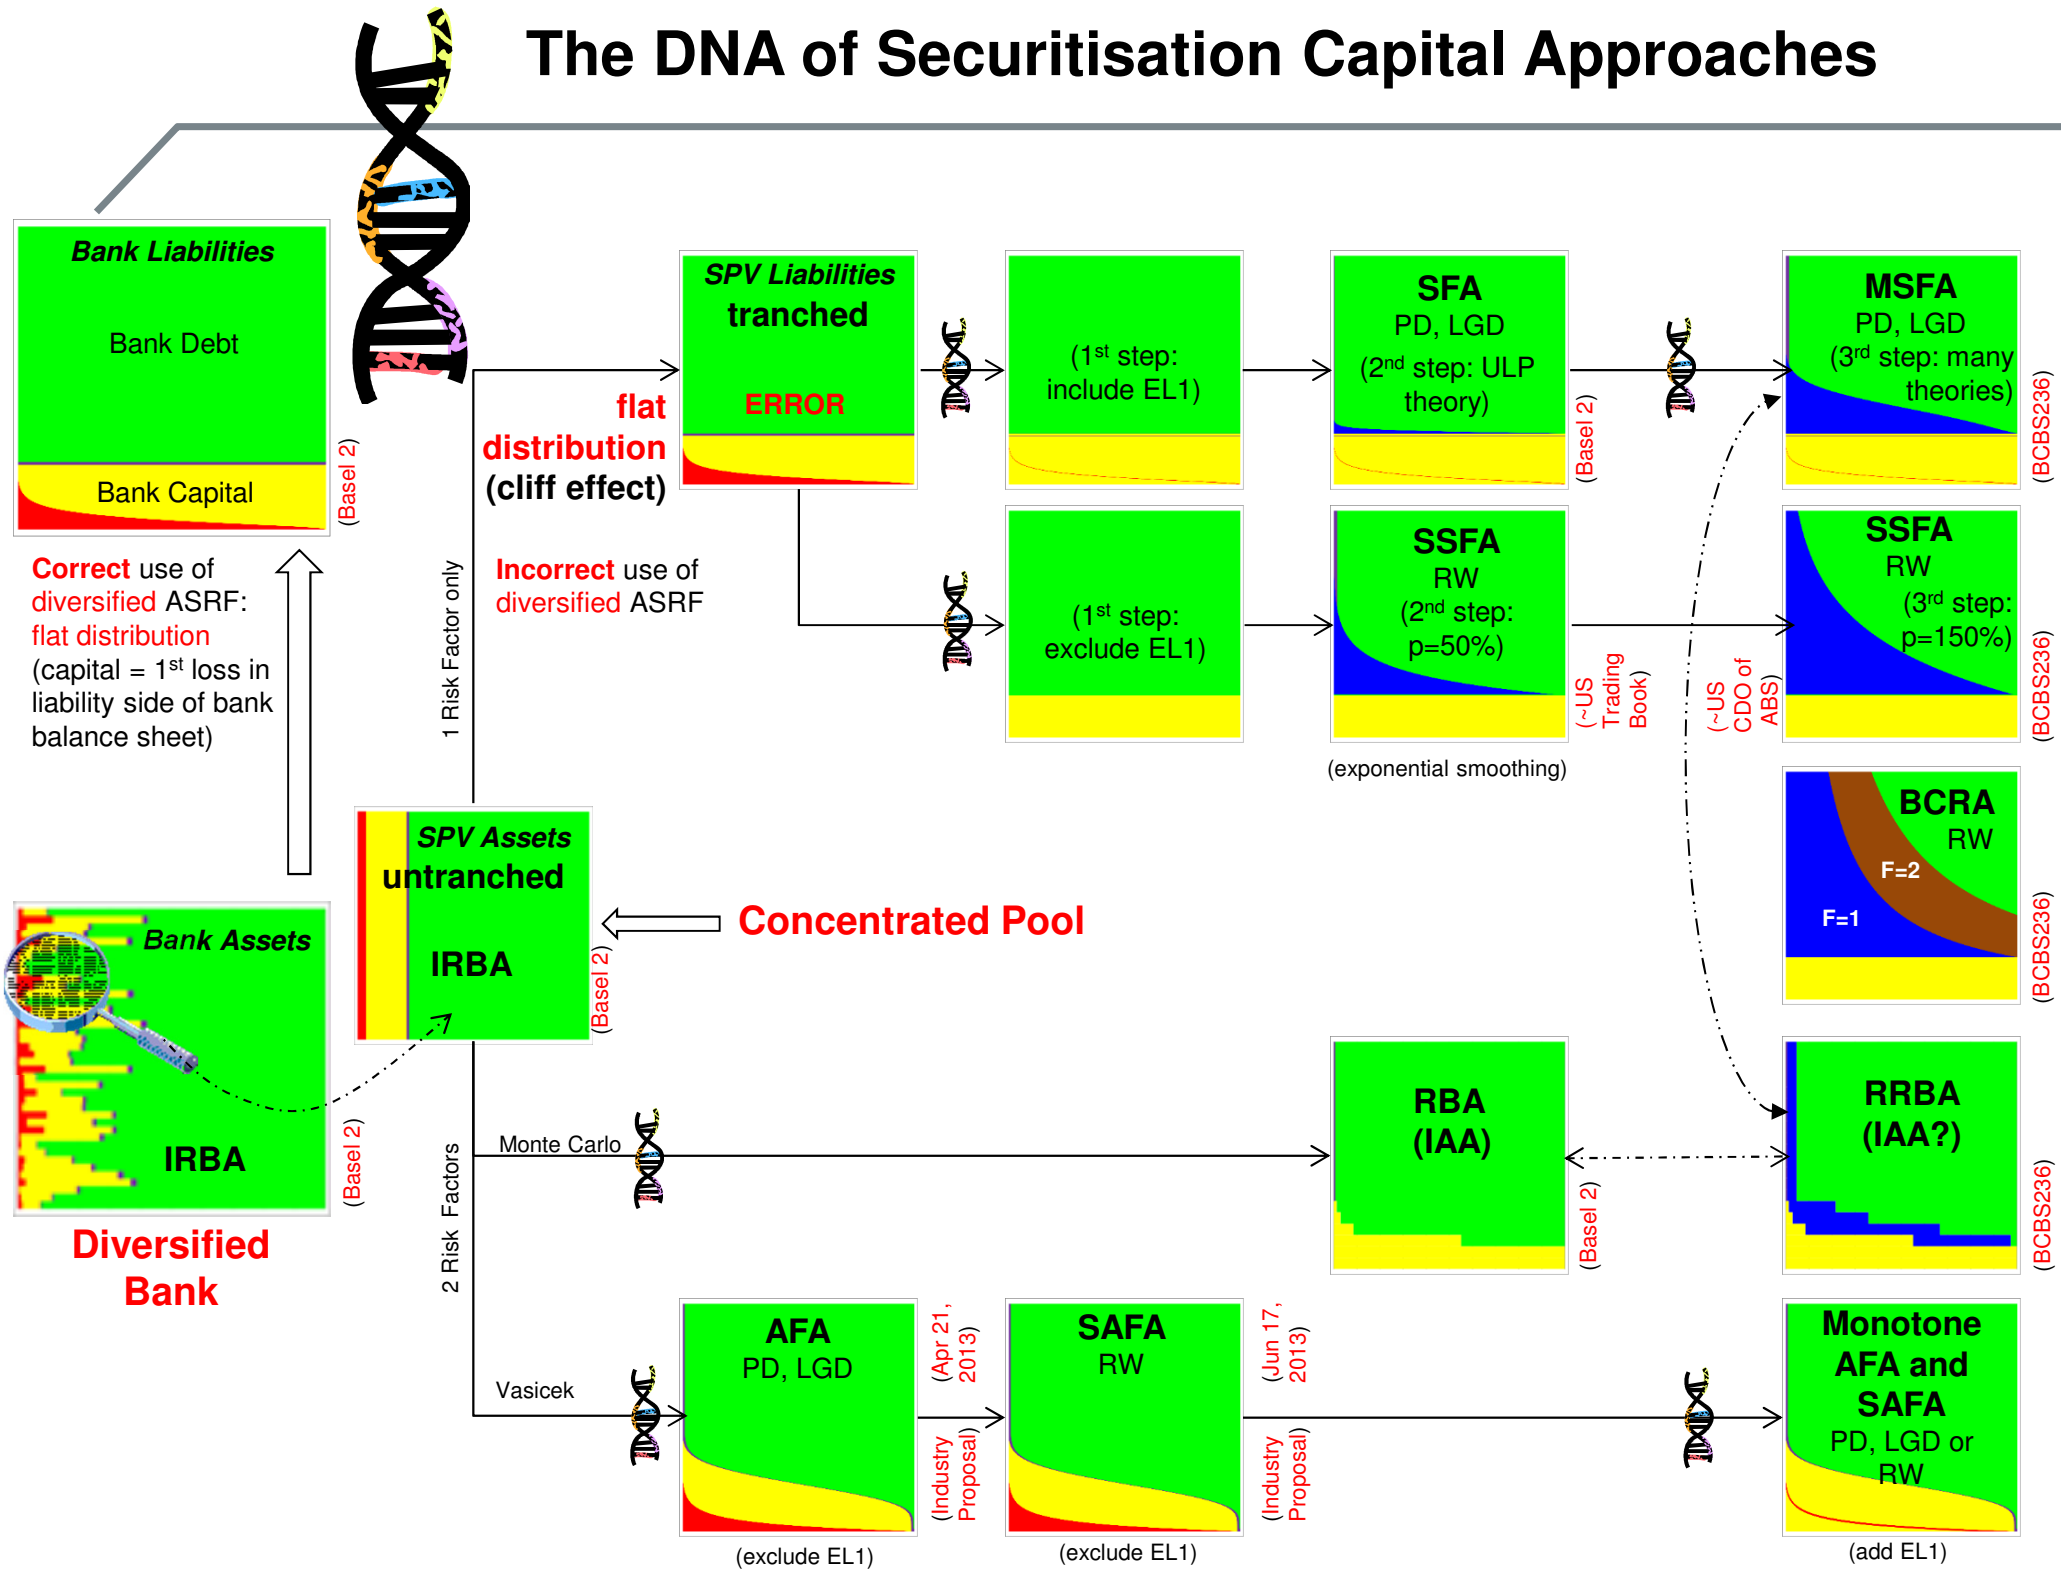 The DNA of Securitisation Capital Approaches
Bank Liabilities
Bank Debt
Bank Capital
(Basel 2)
Correct use of
diversified ASRF:
flat distribution
(capital = 1st loss in
liability side of bank
balance sheet)
Bank Assets
IRBA
(Basel 2)
Diversified
Bank
1 Risk Factor only
2 Risk Factors
SPV Assets
untranched
IRBA
(Basel 2)
Concentrated Pool
flat
distribution
(cliff effect)
Incorrect use of
diversified ASRF
SPV Liabilities
tranched
ERROR
(1st step:
include EL1)
SFA
PD, LGD
(2nd step: ULP
theory)
(Basel 2)
MSFA
PD, LGD
(3rd step: many
theories)
(BCBS236)
(1st step:
exclude EL1)
SSFA
RW
(2nd step:
p=50%)
(~US
Trading
Book)
(exponential smoothing)
(~US
CDO of
ABS)
SSFA
RW
(3rd step:
p=150%)
(BCBS236)
BCRA
RW
F=2
F=1
(BCBS236)
Monte Carlo
RBA
(IAA)
(Basel 2)
RRBA
(IAA?)
(BCBS236)
Vasicek
AFA
PD, LGD
(exclude EL1)
(Industry
Proposal)
(Apr 21,
2013)
SAFA
RW
(exclude EL1)
(Industry
Proposal)
(Jun 17,
2013)
Monotone
AFA and
SAFA
PD, LGD or
RW
(add EL1)